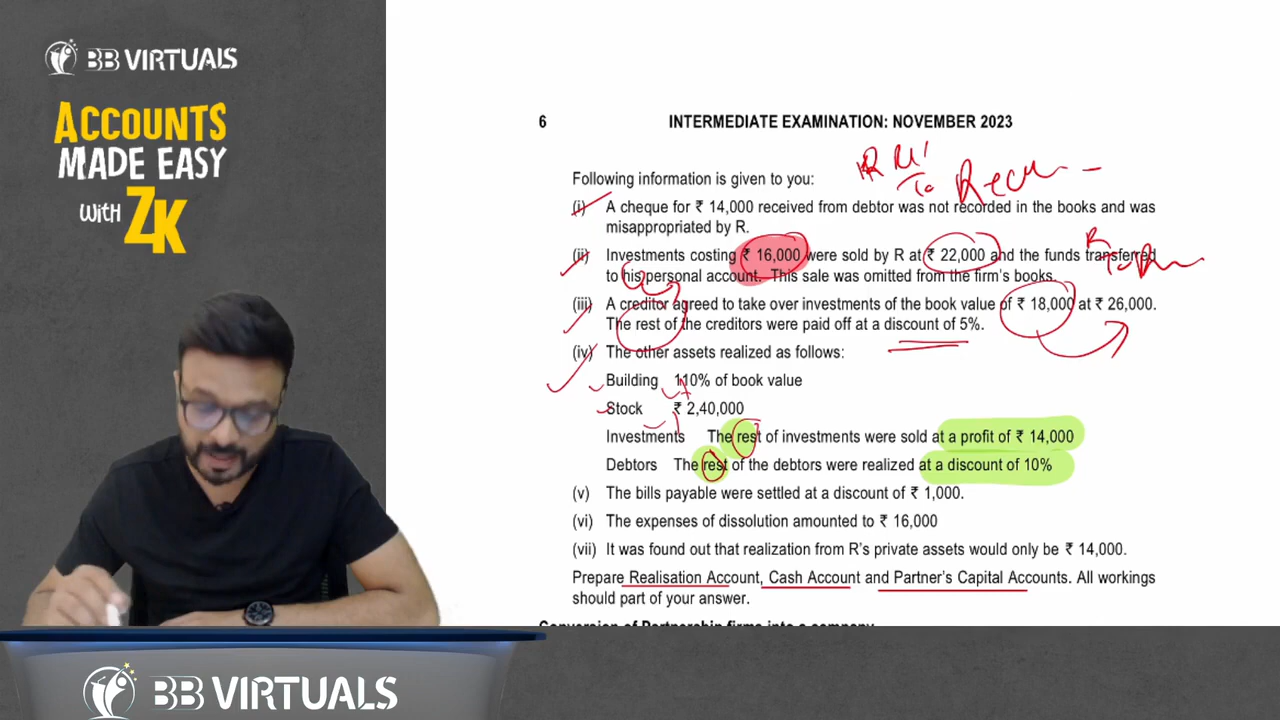 BB VIRTUALS
ACCOUNTS
MADE EASY
WITH ZK
6 INTERMEDIATE EXAMINATION: NOVEMBER 2023
Following information is given to you:
(i) A cheque for ₹ 14,000 received from debtor was not recorded in the books and was
misappropriated by R.
(ii) Investments costing ₹ 16,000 were sold by R at ₹ 22,000 and the funds transferred
to his personal account. This sale was omitted from the firm's books.
(iii) A creditor agreed to take over investments of the book value of ₹ 18,000 at ₹ 26,000.
The rest of the creditors were paid off at a discount of 5%.
(iv) The other assets realized as follows:
Building 110% of book value
Stock ₹ 2,40,000
Investments The rest of investments were sold at a profit of ₹ 14,000
Debtors The rest of the debtors were realized at a discount of 10%
(v) The bills payable were settled at a discount of ₹ 1,000.
(vi) The expenses of dissolution amounted to ₹ 16,000
(vii) It was found out that realization from R's private assets would only be ₹ 14,000.
Prepare Realisation Account, Cash Account and Partner's Capital Accounts. All workings
should part of your answer.
Conversion of Partnership firms into a company
BB VIRTUALS